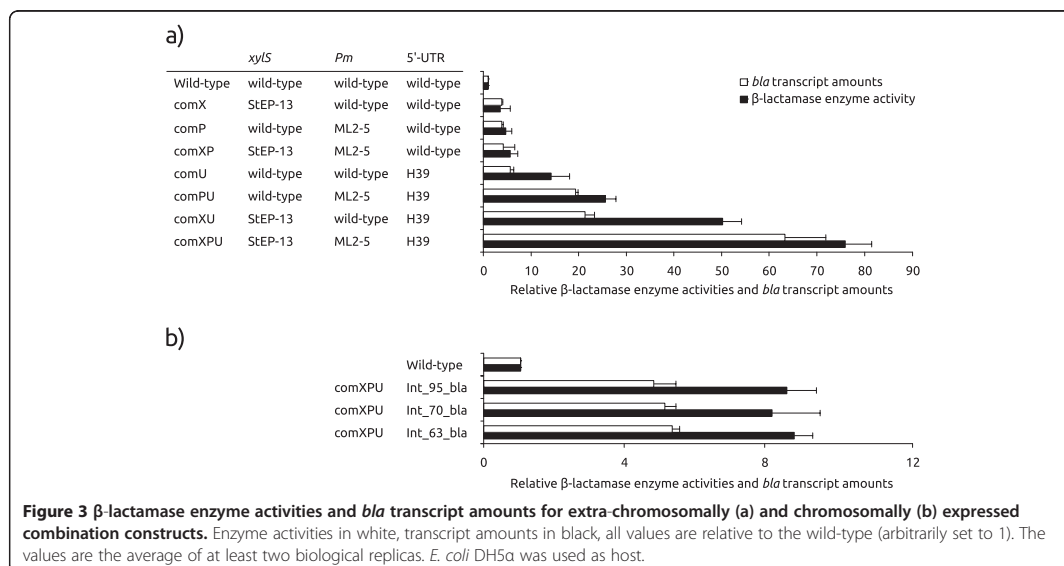 a)
xylS Pm 5'-UTR
Wild-type wild-type wild-type wild-type
comX StEP-13 wild-type wild-type
comP wild-type ML2-5 wild-type
comXP StEP-13 ML2-5 wild-type
comU wild-type wild-type H39
comPU wild-type ML2-5 H39
comXU StEP-13 wild-type H39
comXPU StEP-13 ML2-5 H39
bla transcript amounts
β-lactamase enzyme activity
0 10 20 30 40 50 60 70 80 90
Relative β-lactamase enzyme activities and bla transcript amounts
b)
Wild-type
comXPU Int_95_bla
comXPU Int_70_bla
comXPU Int_63_bla
0 4 8 12
Relative β-lactamase enzyme activities and bla transcript amounts
Figure 3 β-lactamase enzyme activities and bla transcript amounts for extra-chromosomally (a) and chromosomally (b) expressed
combination constructs. Enzyme activities in white, transcript amounts in black, all values are relative to the wild-type (arbitrarily set to 1). The
values are the average of at least two biological replicas. E. coli DH5α was used as host.